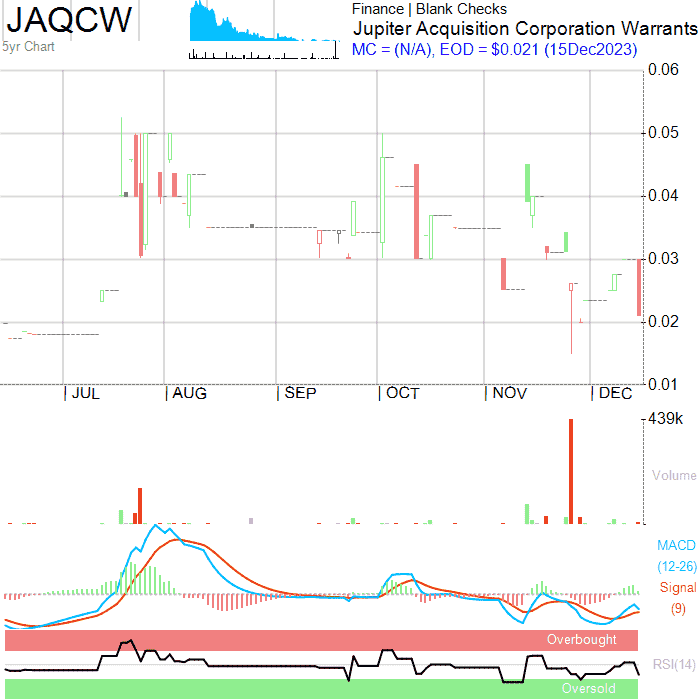 JAQCW
5yr Chart
Finance | Blank Checks
Jupiter Acquisition Corporation Warrants
MC = (N/A), EOD = $0.021 (15Dec2023)
0.06
0.05
0.04
0.03
0.02
0.01
JUL AUG SEP OCT NOV DEC
439k
Volume
MACD
(12-26)
Signal
(9)
Overbought
RSI(14)
Oversold